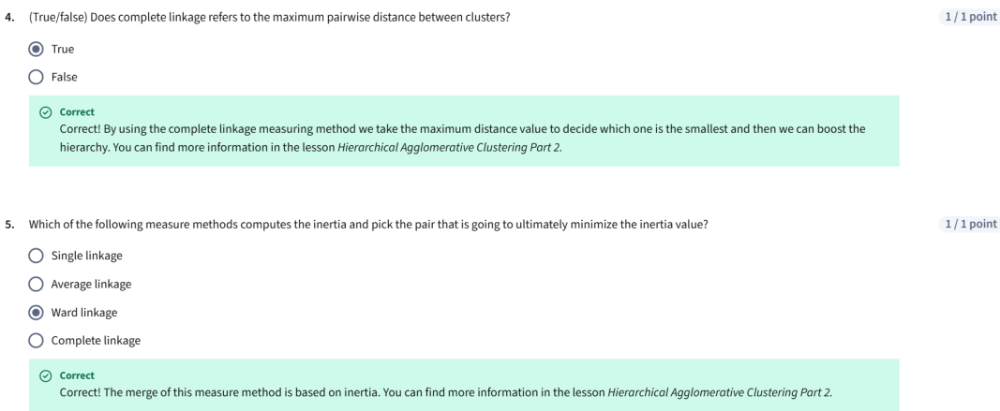 4. (True/false) Does complete linkage refers to the maximum pairwise distance between clusters? 1 / 1 point
True
False
Correct
Correct! By using the complete linkage measuring method we take the maximum distance value to decide which one is the smallest and then we can boost the
hierarchy. You can find more information in the lesson Hierarchical Agglomerative Clustering Part 2.
5. Which of the following measure methods computes the inertia and pick the pair that is going to ultimately minimize the inertia value? 1 / 1 point
Single linkage
Average linkage
Ward linkage
Complete linkage
Correct
Correct! The merge of this measure method is based on inertia. You can find more information in the lesson Hierarchical Agglomerative Clustering Part 2.